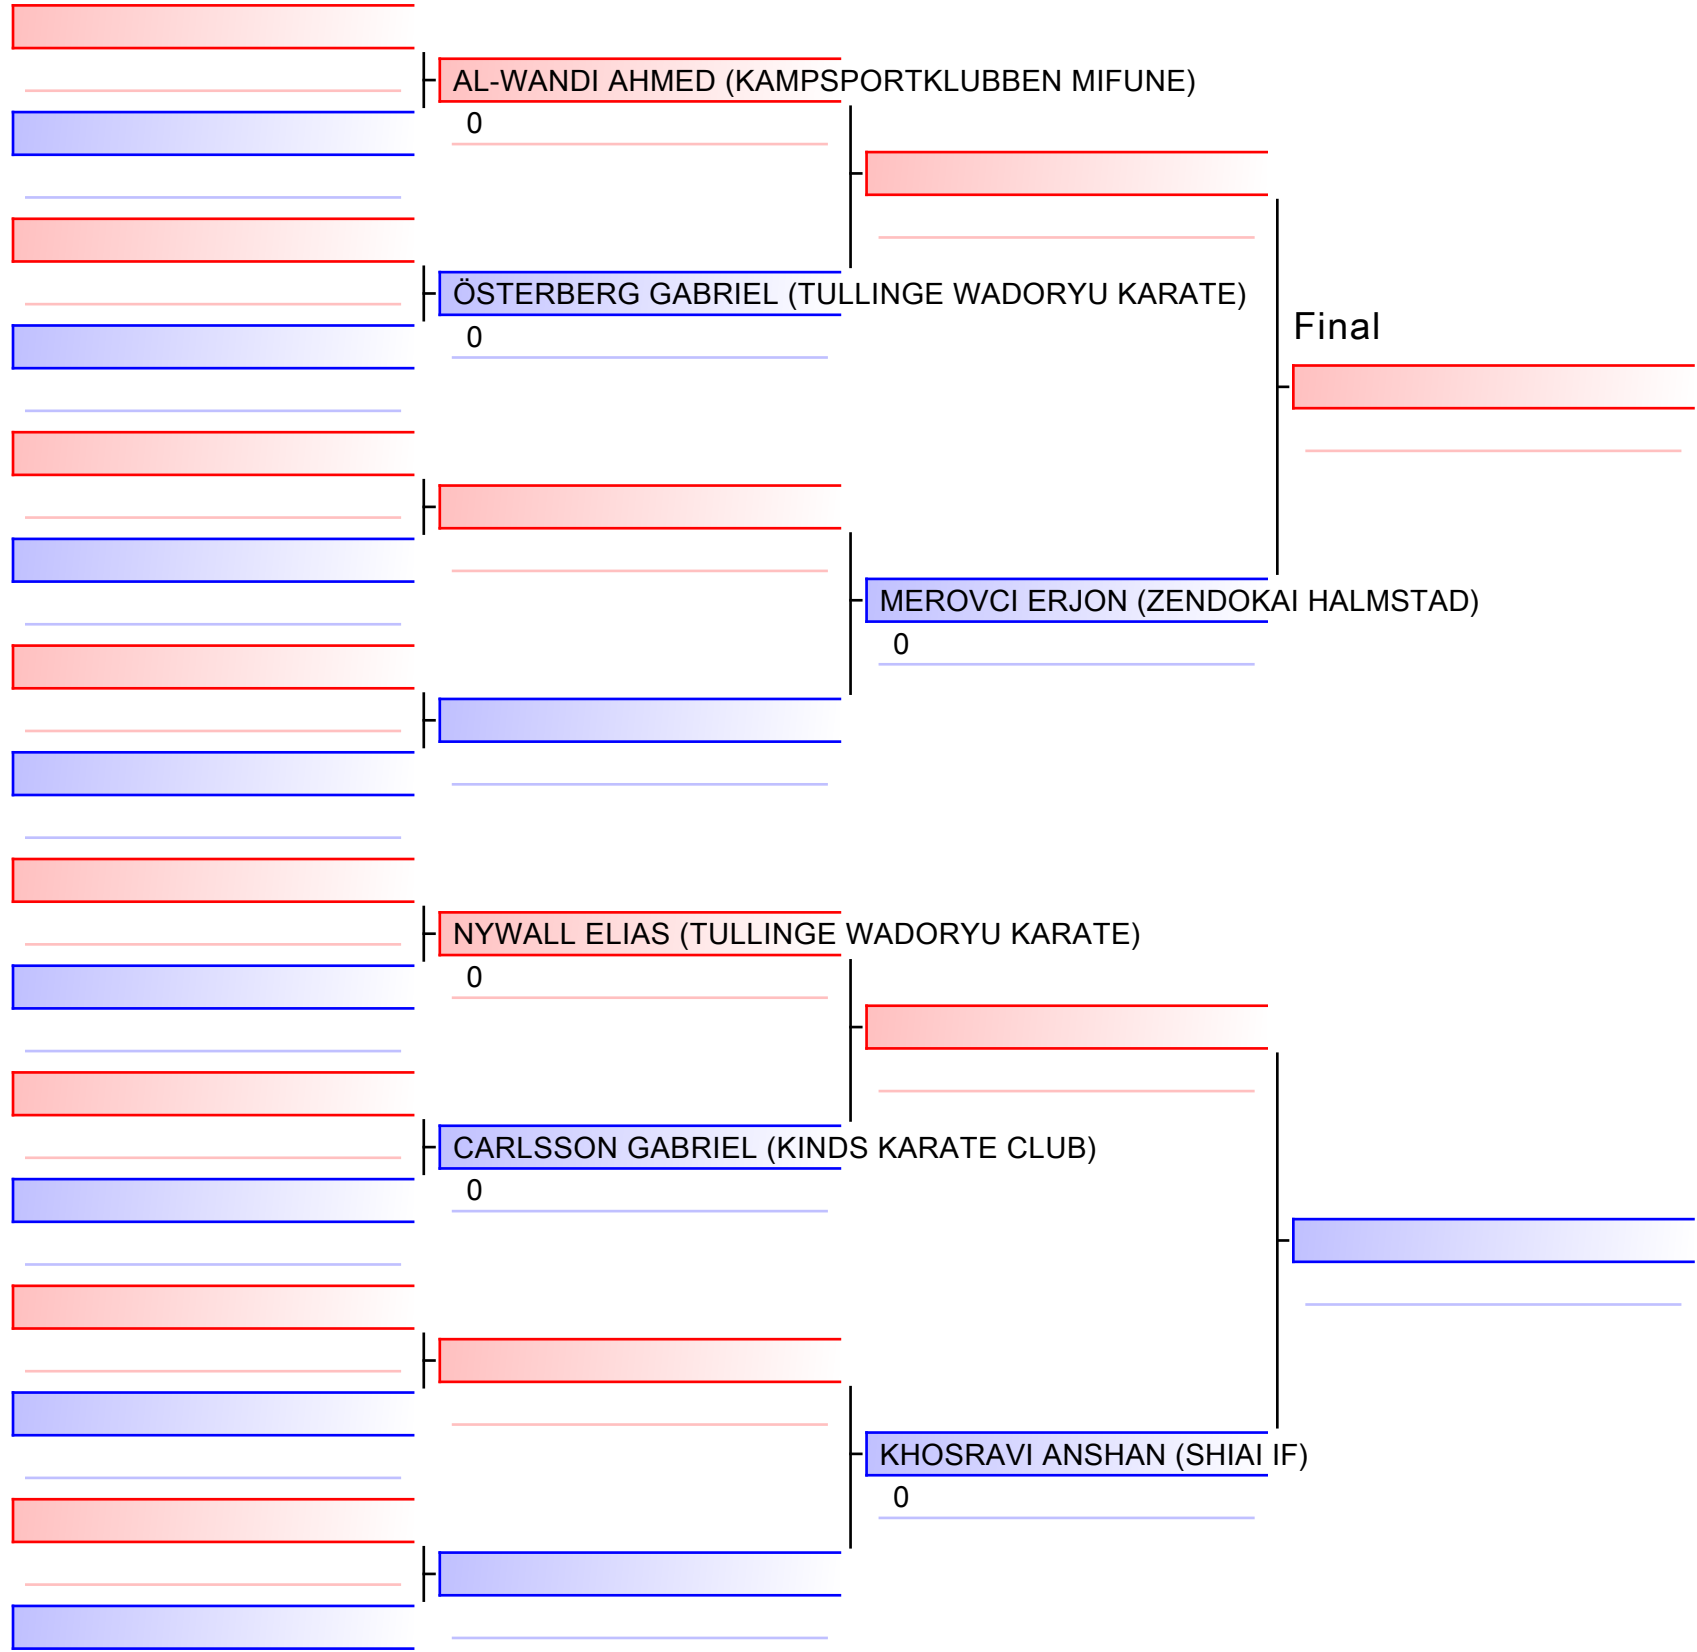 AL-WANDI AHMED (KAMPSPORTKLUBBEN MIFUNE)
0
ÖSTERBERG GABRIEL (TULLINGE WADORYU KARATE)
0
Final
MEROVCI ERJON (ZENDOKAI HALMSTAD)
0
NYWALL ELIAS (TULLINGE WADORYU KARATE)
0
CARLSSON GABRIEL (KINDS KARATE CLUB)
0
KHOSRAVI ANSHAN (SHIAI IF)
0